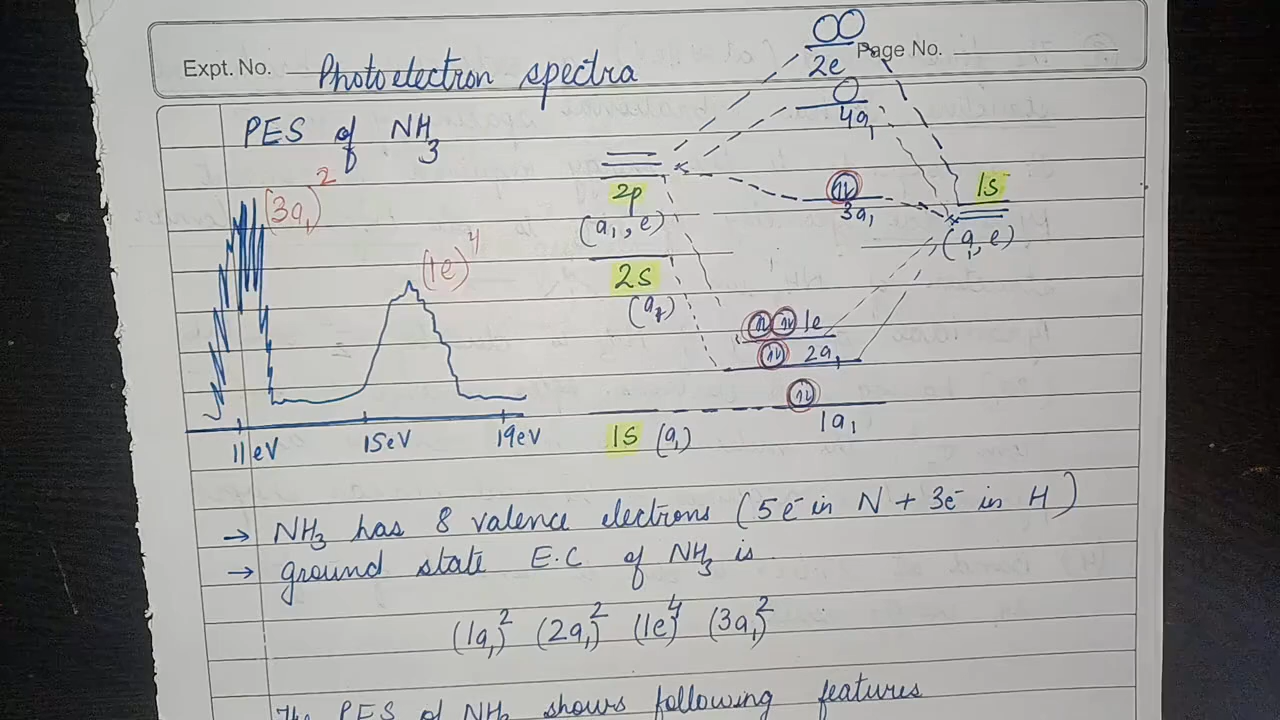 Expt. No. Photoelectron spectra
Page No.
PES of NH3
(3a1)2
(1e)4
11eV 15eV 19eV
2e
4a1
2p
(a1, e)
3a1
1s
(a1, e)
2s
1e
2a1
1s (a1)
1a1
→ NH3 has 8 valence electrons (5e- in N + 3e- in H)
→ ground state E.C of NH3 is
(1a1)2 (2a1)2 (1e)4 (3a1)2
The PES of NH3 shows following features